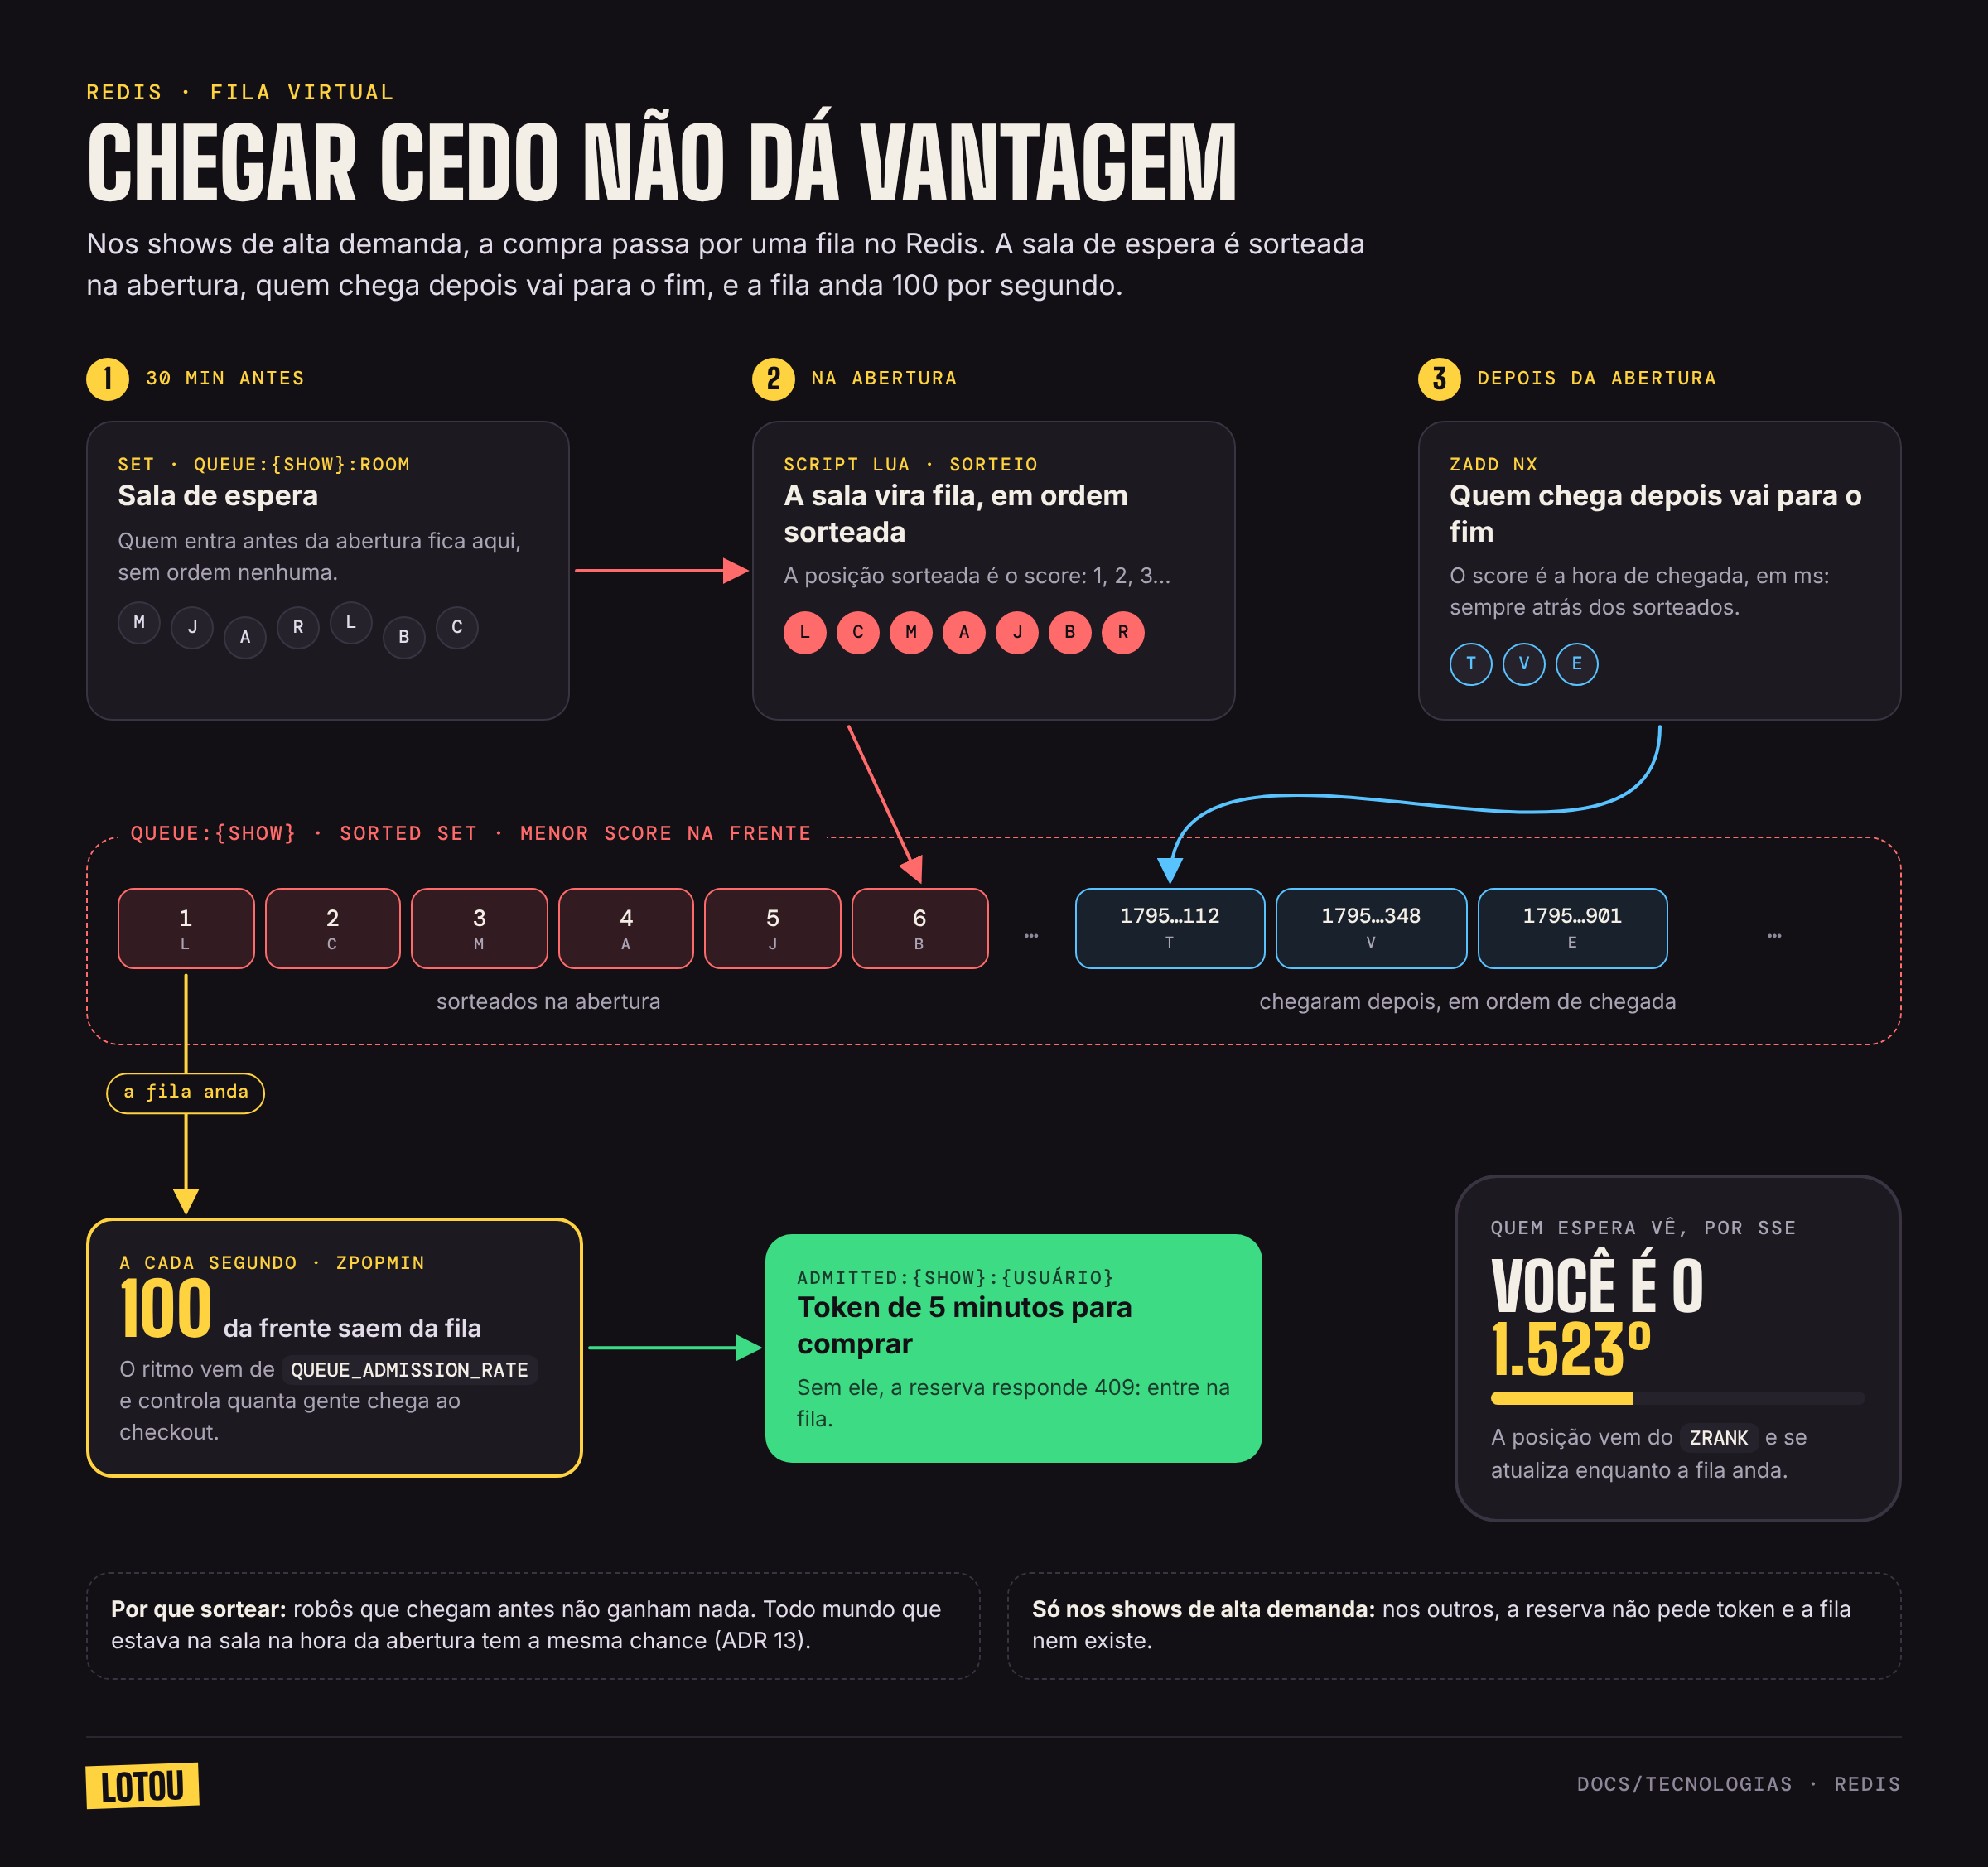 REDIS · FILA VIRTUAL
CHEGAR CEDO NÃO DÁ VANTAGEM
Nos shows de alta demanda, a compra passa por uma fila no Redis. A sala de espera é sorteada
na abertura, quem chega depois vai para o fim, e a fila anda 100 por segundo.
1 30 MIN ANTES
SET · QUEUE:{SHOW}:ROOM
Sala de espera
Quem entra antes da abertura fica aqui,
sem ordem nenhuma.
M J A R L B C
2 NA ABERTURA
SCRIPT LUA · SORTEIO
A sala vira fila, em ordem
sorteada
A posição sorteada é o score: 1, 2, 3...
L C M A J B R
3 DEPOIS DA ABERTURA
ZADD NX
Quem chega depois vai para o
fim
O score é a hora de chegada, em ms:
sempre atrás dos sorteados.
T V E
QUEUE:{SHOW} · SORTED SET · MENOR SCORE NA FRENTE
1 2 3 4 5 6 … 1795…112 1795…348 1795…901 …
L C M A J B T V E
sorteados na abertura
chegaram depois, em ordem de chegada
a fila anda
A CADA SEGUNDO · ZPOPMIN
100 da frente saem da fila
O ritmo vem de QUEUE_ADMISSION_RATE
e controla quanta gente chega ao
checkout.
ADMITTED:{SHOW}:{USUÁRIO}
Token de 5 minutos para
comprar
Sem ele, a reserva responde 409: entre na
fila.
QUEM ESPERA VÊ, POR SSE
VOCÊ É O
1.523º
A posição vem do ZRANK e se
atualiza enquanto a fila anda.
Por que sortear: robôs que chegam antes não ganham nada. Todo mundo que
estava na sala na hora da abertura tem a mesma chance (ADR 13).
Só nos shows de alta demanda: nos outros, a reserva não pede token e a fila
nem existe.
LOTOU
DOCS/TECNOLOGIAS · REDIS